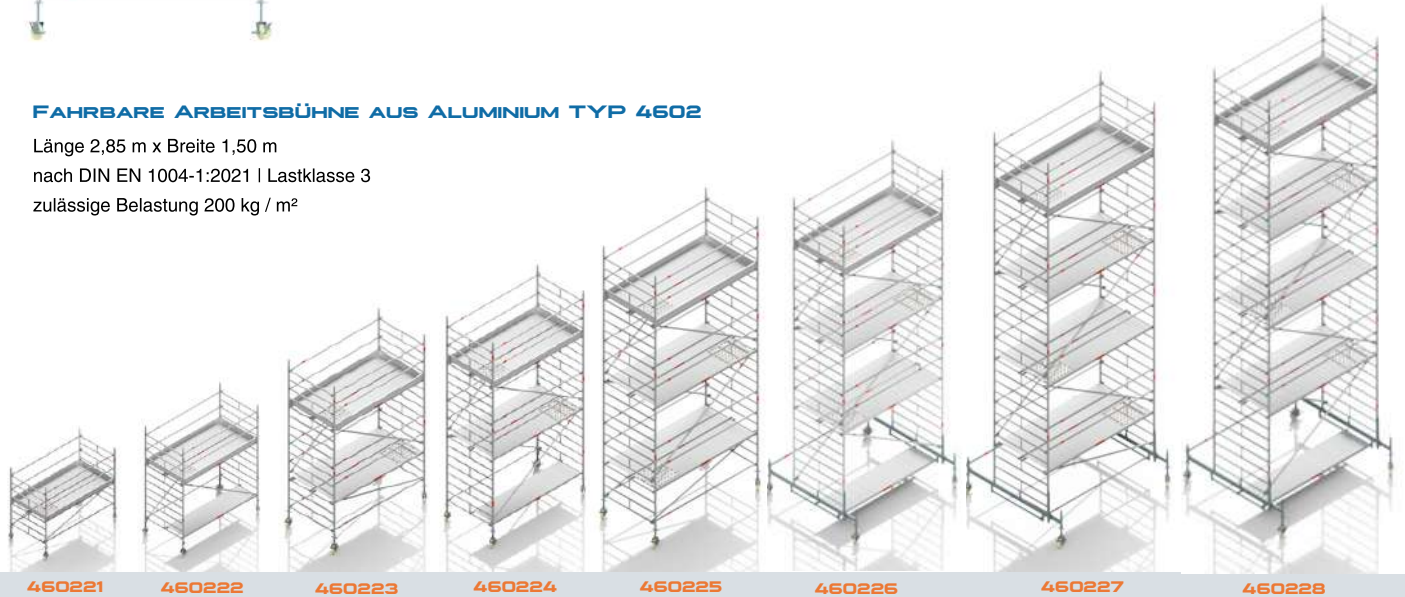 FAHRBARE ARBEITSBÜHNE AUS ALUMINIUM TYP 4602
Länge 2,85 m x Breite 1,50 m
nach DIN EN 1004-1:2021 | Lastklasse 3
zulässige Belastung 200 kg / m²
460221 460222 460223 460224 460225 460226 460227 460228